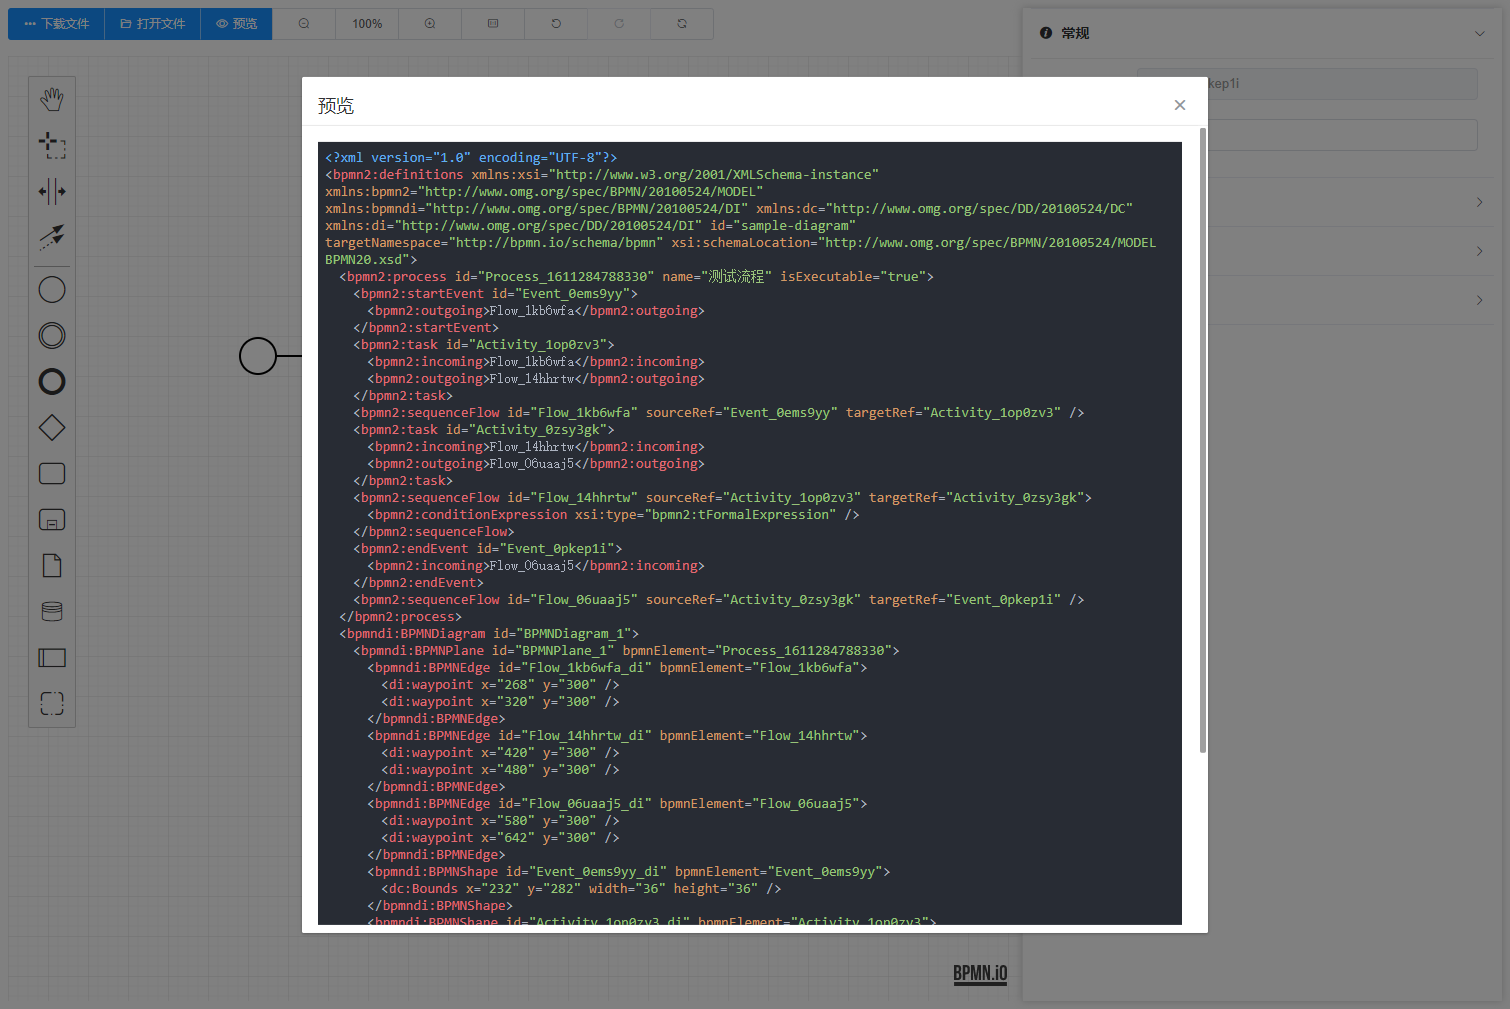 下载文件
打开文件
预览
100%
常规
kep1i
预览
<?xml version="1.0" encoding="UTF-8"?>
<bpmn2:definitions xmlns:xsi="http://www.w3.org/2001/XMLSchema-instance"
xmlns:bpmn2="http://www.omg.org/spec/BPMN/20100524/MODEL"
xmlns:bpmndi="http://www.omg.org/spec/BPMN/20100524/DI" xmlns:dc="http://www.omg.org/spec/DD/20100524/DC"
xmlns:di="http://www.omg.org/spec/DD/20100524/DI" id="sample-diagram"
targetNamespace="http://bpmn.io/schema/bpmn" xsi:schemaLocation="http://www.omg.org/spec/BPMN/20100524/MODEL
BPMN20.xsd">
<bpmn2:process id="Process_1611284788330" name="测试流程" isExecutable="true">
<bpmn2:startEvent id="Event_0ems9yy">
<bpmn2:outgoing>Flow_1kb6wfa</bpmn2:outgoing>
</bpmn2:startEvent>
<bpmn2:task id="Activity_1op0zv3">
<bpmn2:incoming>Flow_1kb6wfa</bpmn2:incoming>
<bpmn2:outgoing>Flow_14hhrtw</bpmn2:outgoing>
</bpmn2:task>
<bpmn2:sequenceFlow id="Flow_1kb6wfa" sourceRef="Event_0ems9yy" targetRef="Activity_1op0zv3" />
<bpmn2:task id="Activity_0zsy3gk">
<bpmn2:incoming>Flow_14hhrtw</bpmn2:incoming>
<bpmn2:outgoing>Flow_06uaaj5</bpmn2:outgoing>
</bpmn2:task>
<bpmn2:sequenceFlow id="Flow_14hhrtw" sourceRef="Activity_1op0zv3" targetRef="Activity_0zsy3gk">
<bpmn2:conditionExpression xsi:type="bpmn2:tFormalExpression" />
</bpmn2:sequenceFlow>
<bpmn2:endEvent id="Event_0pkep1i">
<bpmn2:incoming>Flow_06uaaj5</bpmn2:incoming>
</bpmn2:endEvent>
<bpmn2:sequenceFlow id="Flow_06uaaj5" sourceRef="Activity_0zsy3gk" targetRef="Event_0pkep1i" />
</bpmn2:process>
<bpmndi:BPMNDiagram id="BPMNDiagram_1">
<bpmndi:BPMNPlane id="BPMNPlane_1" bpmnElement="Process_1611284788330">
<bpmndi:BPMNEdge id="Flow_1kb6wfa_di" bpmnElement="Flow_1kb6wfa">
<di:waypoint x="268" y="300" />
<di:waypoint x="320" y="300" />
</bpmndi:BPMNEdge>
<bpmndi:BPMNEdge id="Flow_14hhrtw_di" bpmnElement="Flow_14hhrtw">
<di:waypoint x="420" y="300" />
<di:waypoint x="480" y="300" />
</bpmndi:BPMNEdge>
<bpmndi:BPMNEdge id="Flow_06uaaj5_di" bpmnElement="Flow_06uaaj5">
<di:waypoint x="580" y="300" />
<di:waypoint x="642" y="300" />
</bpmndi:BPMNEdge>
<bpmndi:BPMNShape id="Event_0ems9yy_di" bpmnElement="Event_0ems9yy">
<dc:Bounds x="232" y="282" width="36" height="36" />
</bpmndi:BPMNShape>
<bpmndi:BPMNShape id="Activity_1op0zv3_di" bpmnElement="Activity_1op0zv3">
BPMN.iO